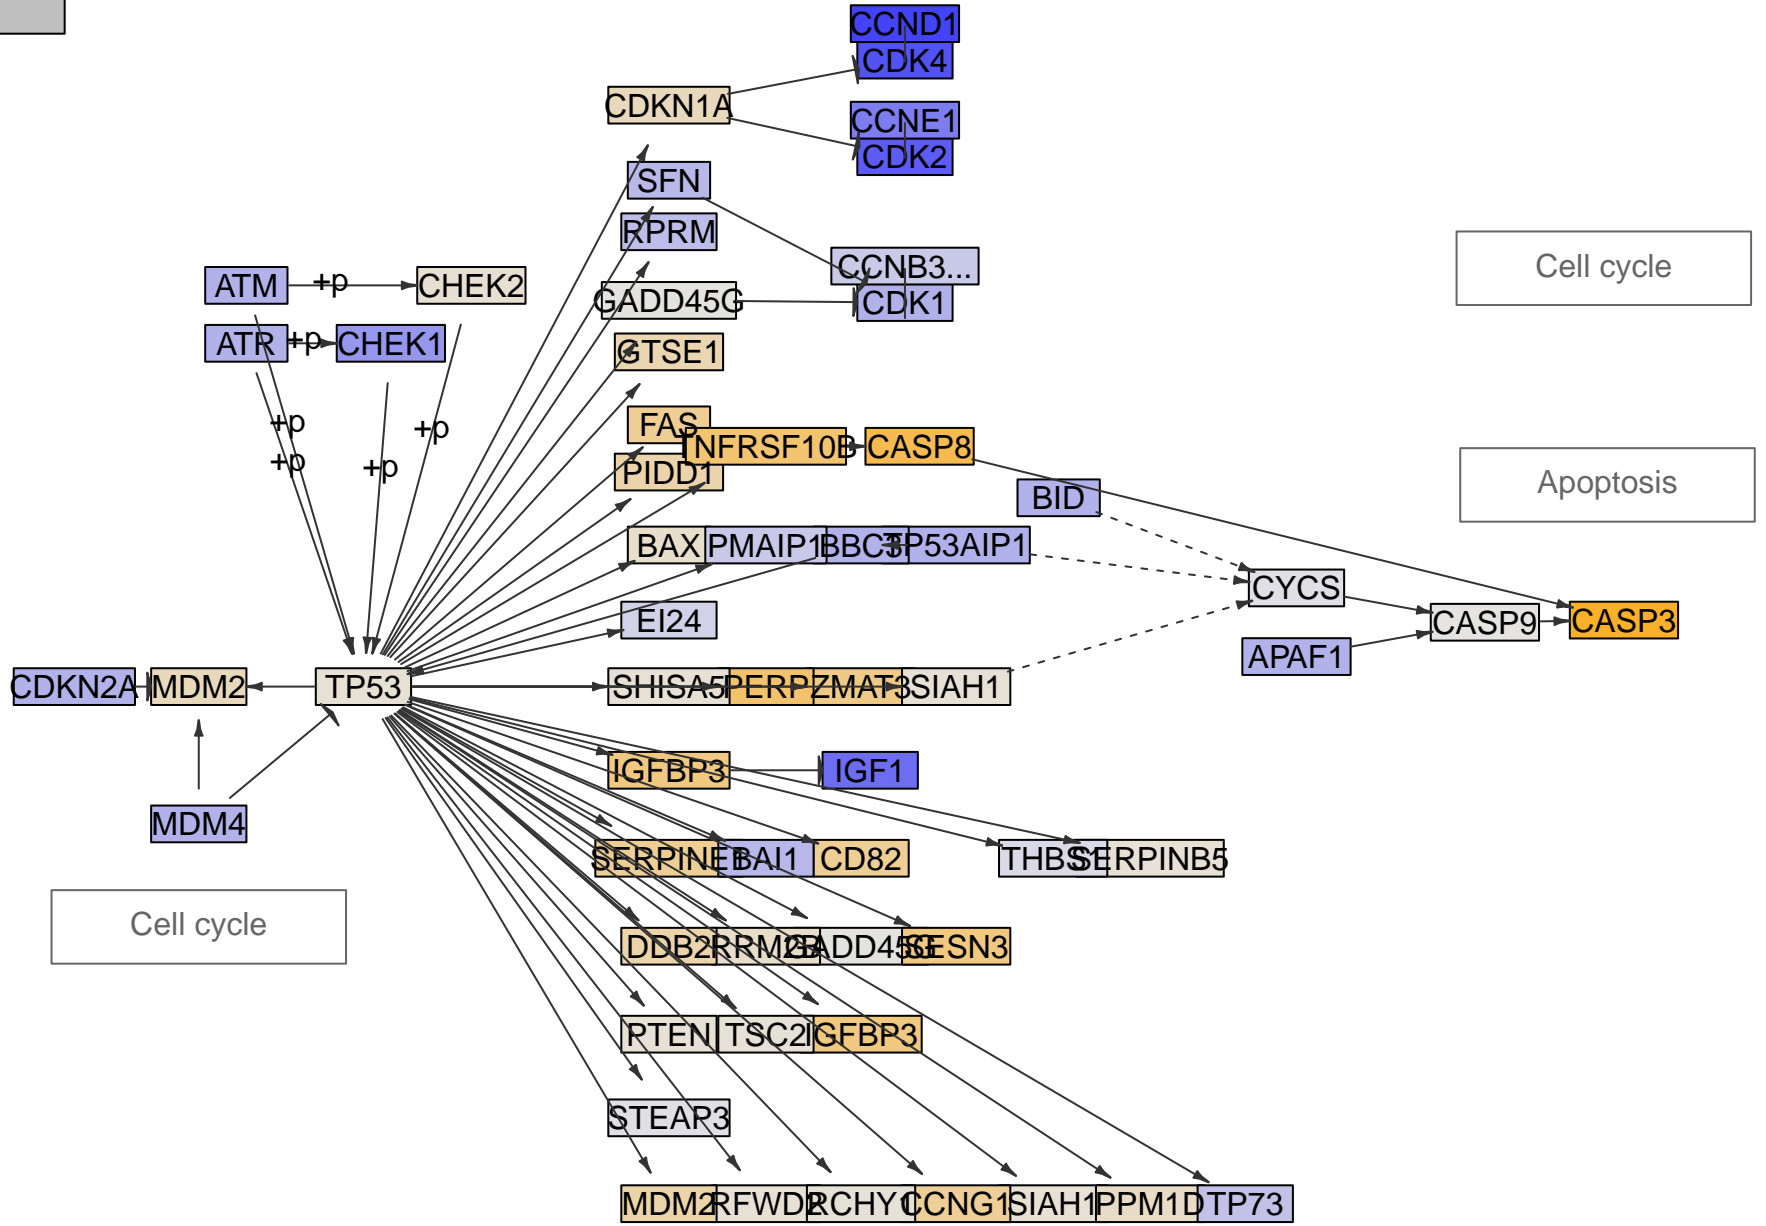 CCND1
CDK4
CDKN1A
CCNE1
CDK2
SFN
RPRM
CCNB3...
Cell cycle
ATM
+p
CHEK2
GADD45G
CDK1
ATR
+p
CHEK1
GTSE1
FAS
+p
+p
TNFRSF10B
CASP8
+p
+p
PIDD1
Apoptosis
BID
BAX
PMAIP1
BBC3
TP53AIP1
CYCS
EI24
CASP9
CASP3
APAF1
CDKN2A
MDM2
TP53
SHISA5
PERP
ZMAT3
SIAH1
IGFBP3
IGF1
MDM4
SERPINE1
BAI1
CD82
THBS1
SERPINB5
Cell cycle
DDB2
RRM2B
GADD45G
SESN3
PTEN
TSC2
IGFBP3
STEAP3
MDM2
RFWD2
RCHY1
CCNG1
SIAH1
PPM1D
TP73